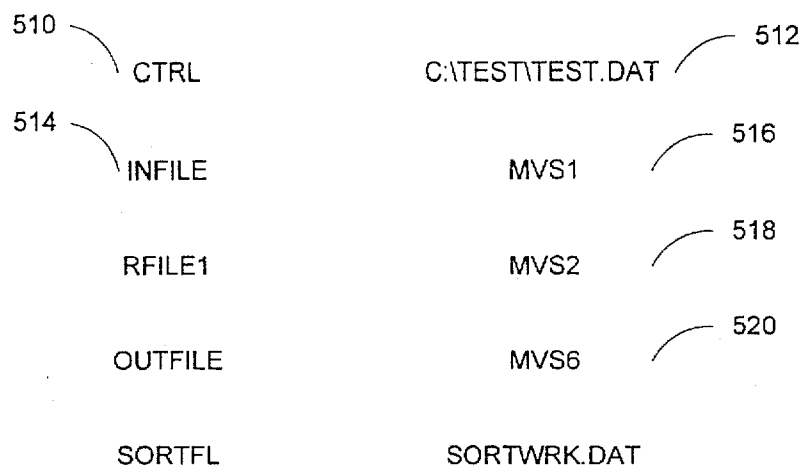 510 512
CTRL C:\TEST\TEST.DAT
514 516
INFILE MVS1
518
RFILE1 MVS2
520
OUTFILE MVS6
SORTFL SORTWRK.DAT